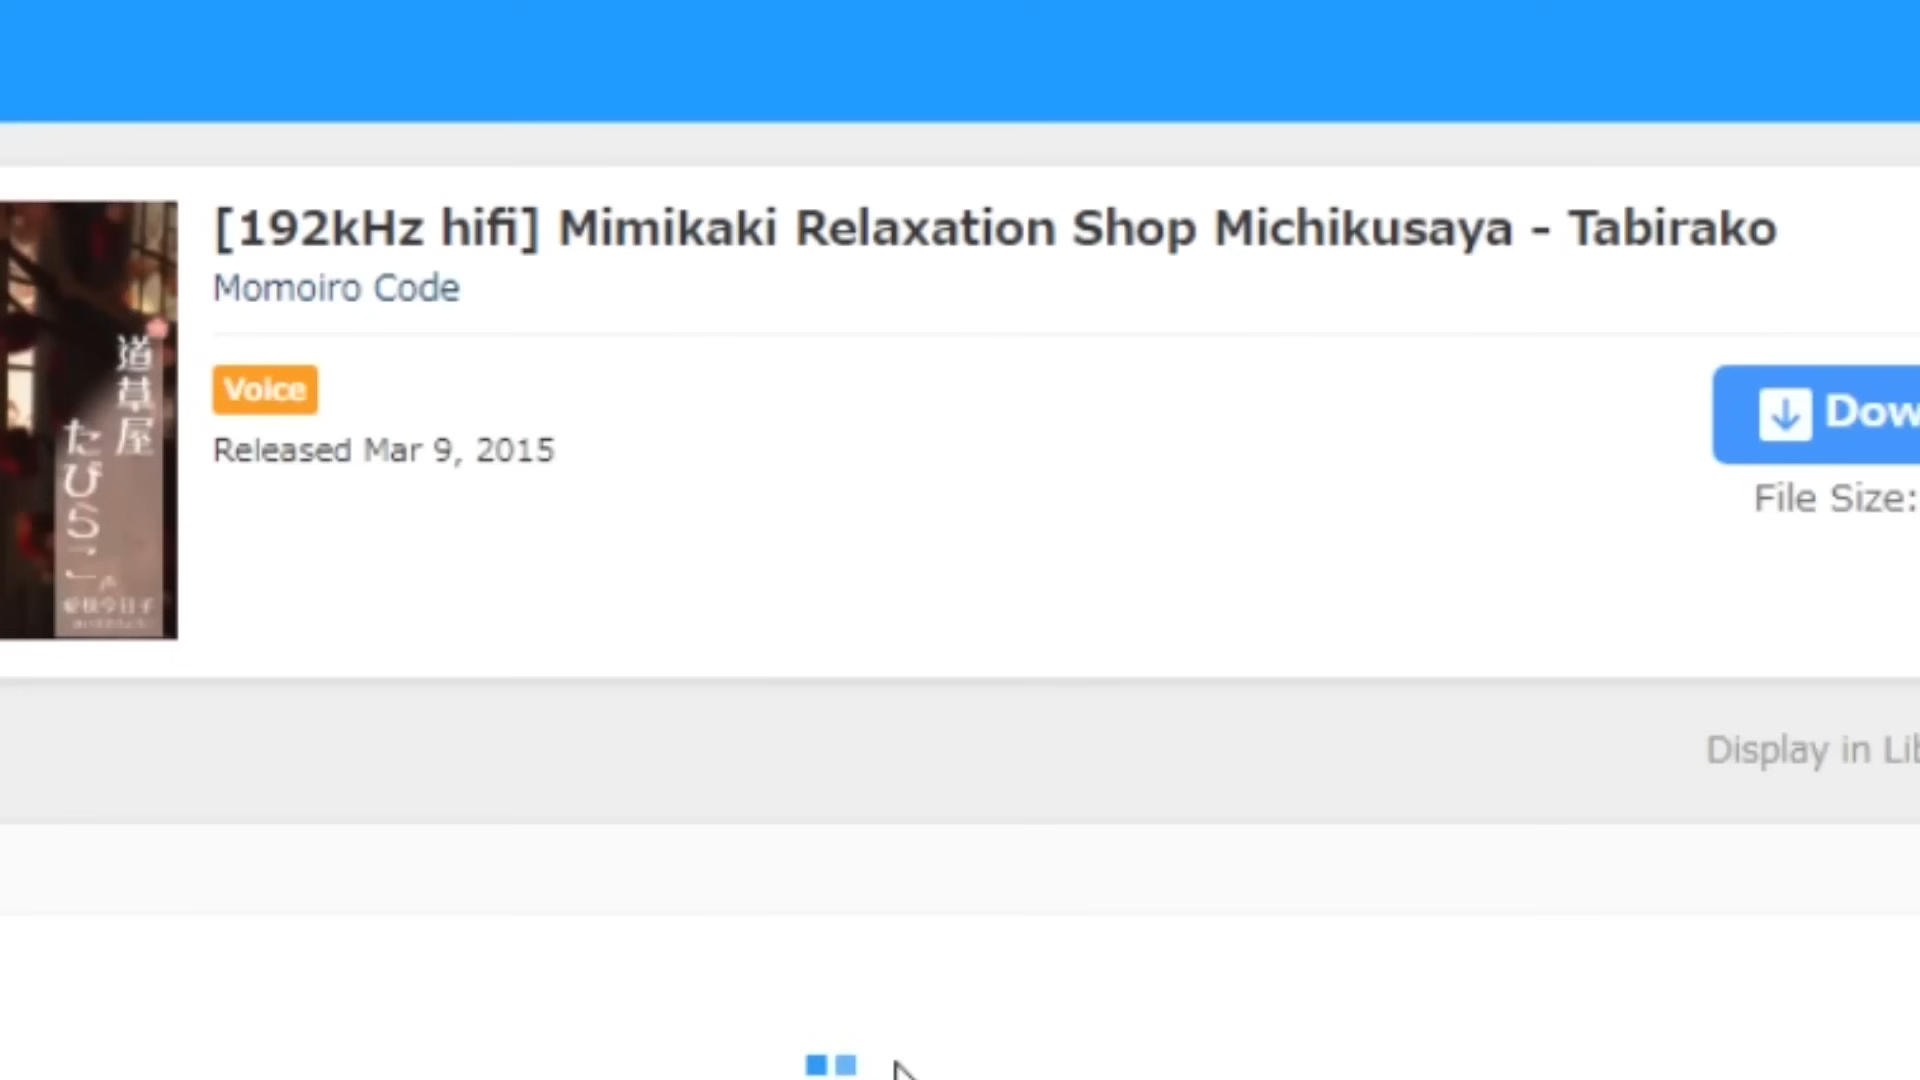 [192kHz hifi] Mimikaki Relaxation Shop Michikusaya - Tabirako
Momoiro Code
道草屋
たびらこ
Voice
Released Mar 9, 2015
Dow
File Size:
Display in Lib